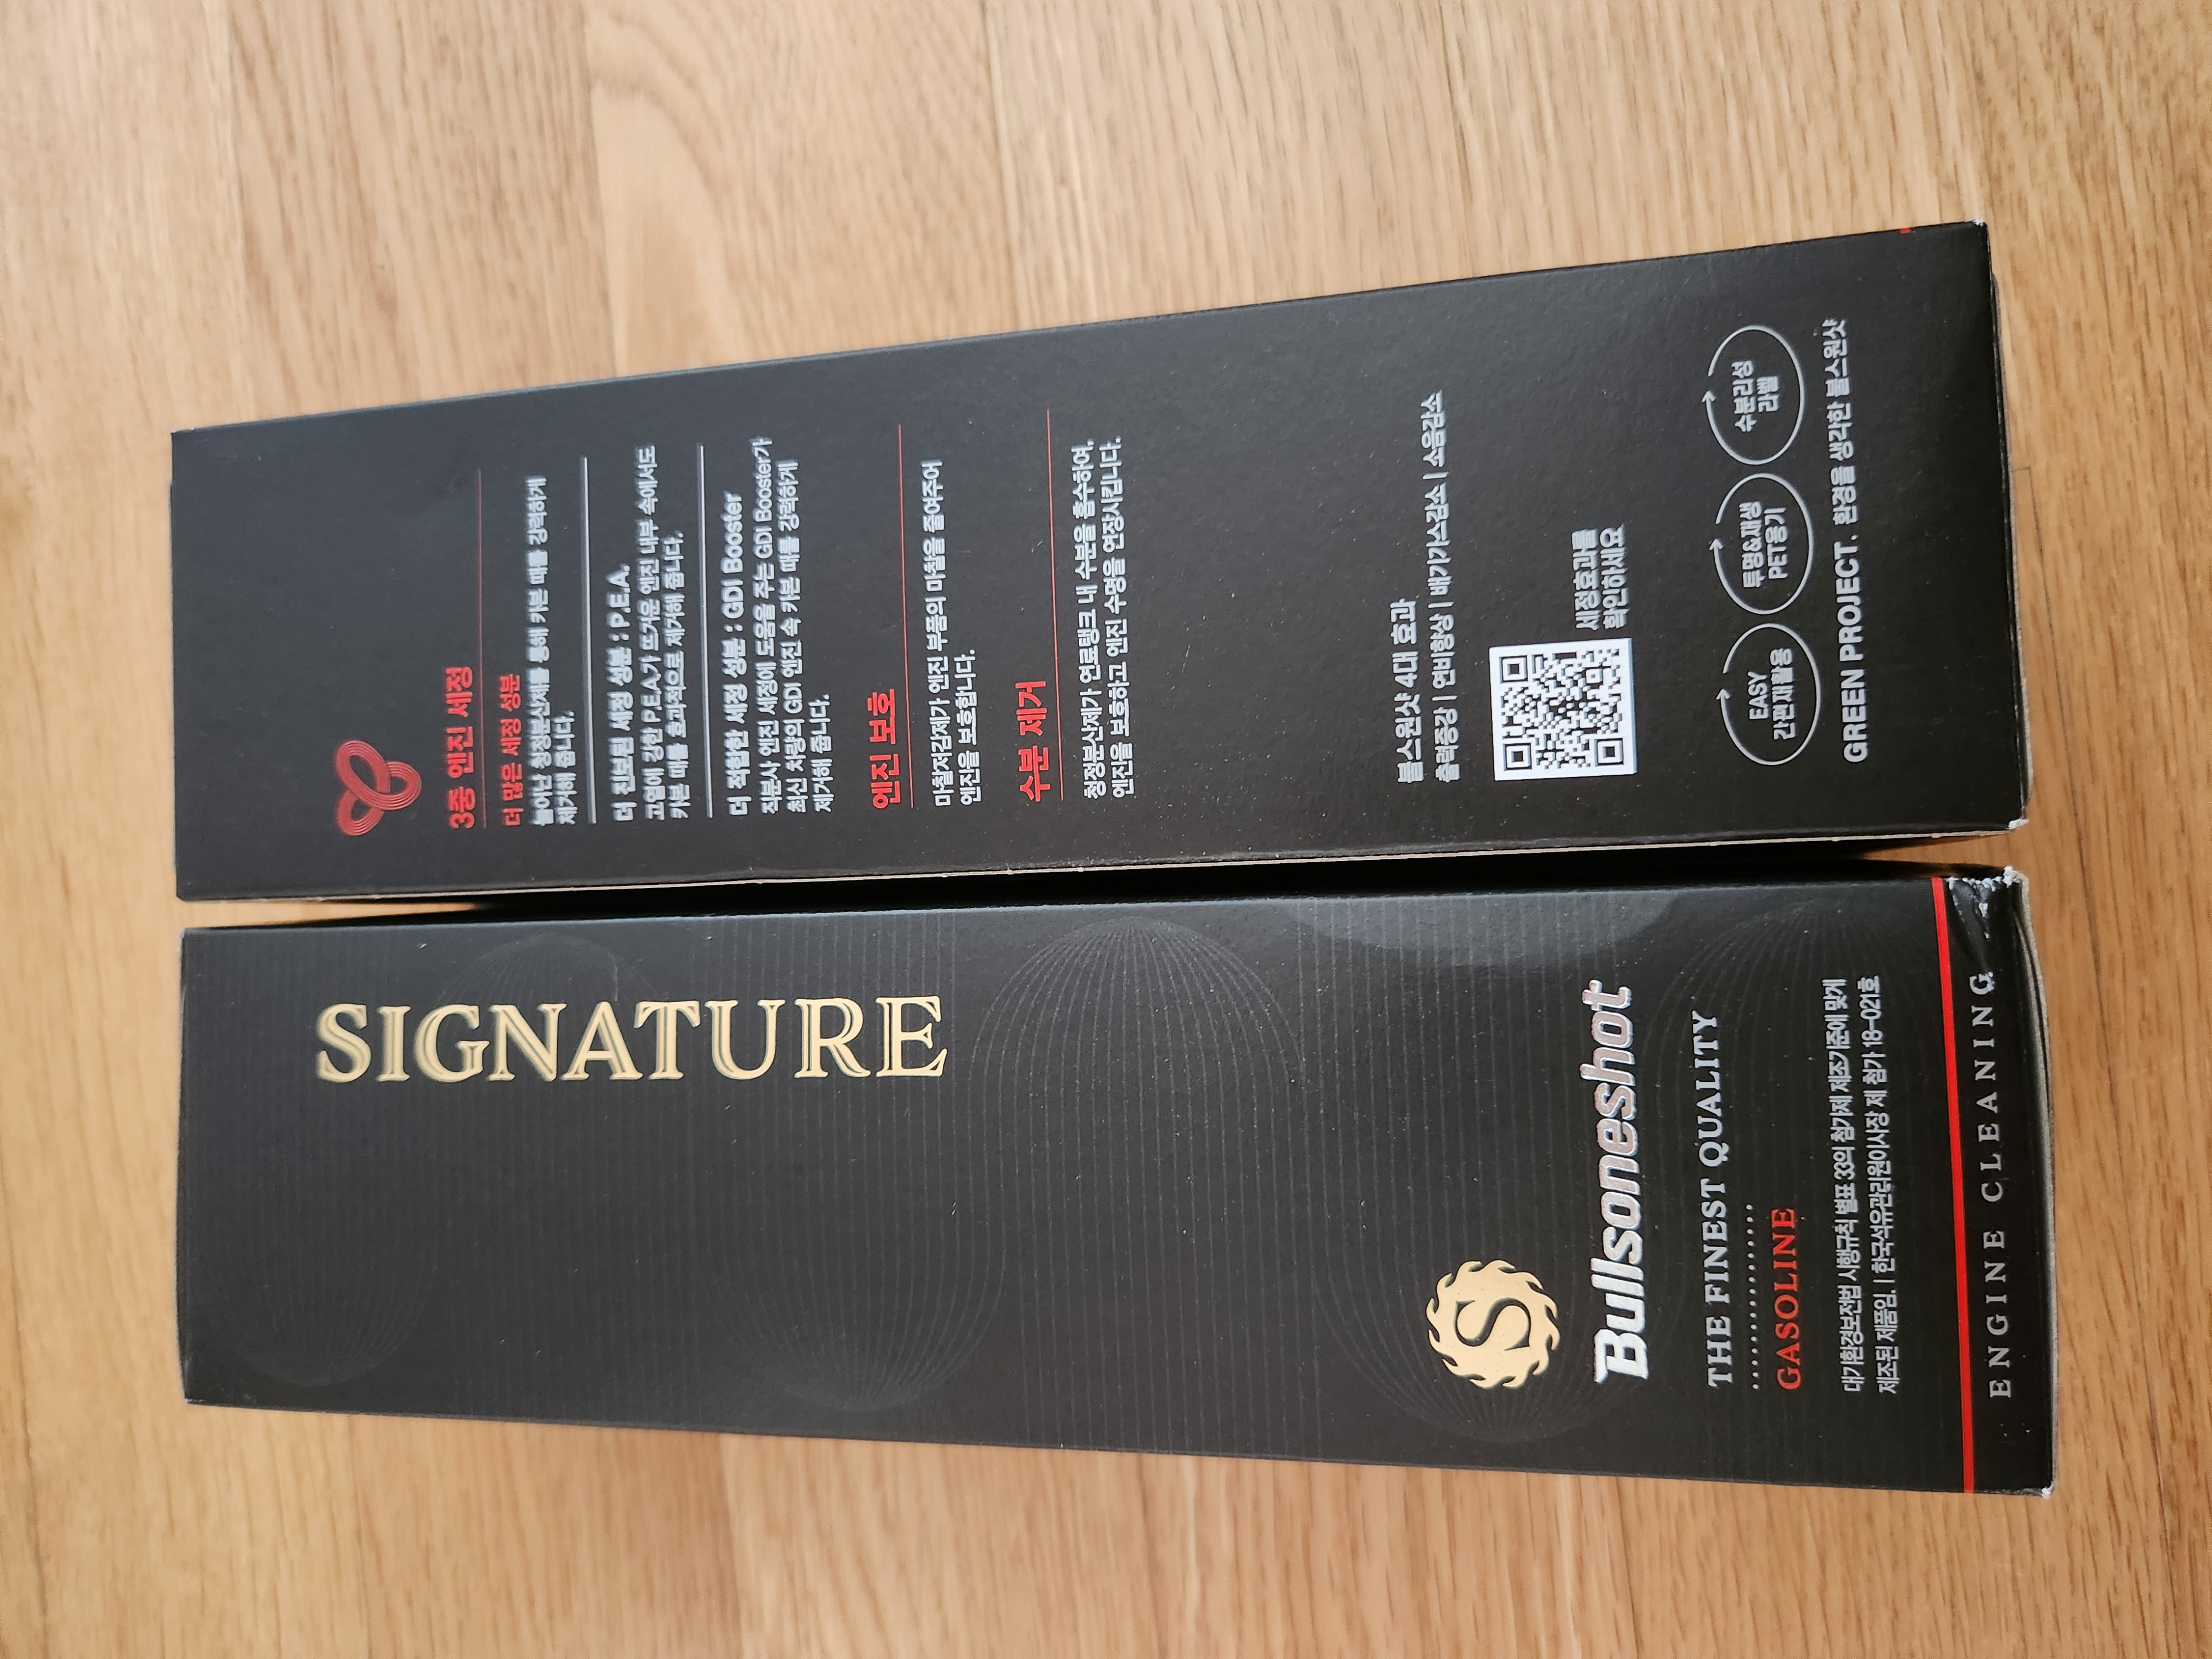 3중 엔진 세정
더 많은 세정 성분
늘어난 청정분산제를 통해 카본 때를 강력하게
제거해 줍니다.
더 진보된 세정 성분 : P.E.A.
고열에 강한 P.E.A.가 뜨거운 엔진 내부 속에서도
카본 때를 효과적으로 제거해 줍니다.
더 적합한 세정 성분 : GDI Booster
직분사 엔진 세정에 도움을 주는 GDI Booster가
최신 차량의 GDI 엔진 속 카본 때를 강력하게
제거해 줍니다.
엔진 보호
마찰저감제가 엔진 부품의 마찰을 줄여주어
엔진을 보호합니다.
수분 제거
청정분산제가 연료탱크 내 수분을 흡수하여,
엔진을 보호하고 엔진 수명을 연장시킵니다.
불스원샷 4대 효과
출력증강 | 연비향상 | 배기가스감소 | 소음감소
세정효과를
확인하세요
EASY
간편재활용
투명&재생
PET용기
수분리성
라벨
GREEN PROJECT. 환경을 생각한 불스원샷
SIGNATURE
S
Bullsoneshot
THE FINEST QUALITY
GASOLINE
대기환경보전법 시행규칙 별표 33의 첨가제 제조기준에 맞게
제조된 제품임. | 한국석유관리원이사장 제 첨가 18-021호
ENGINE CLEANING